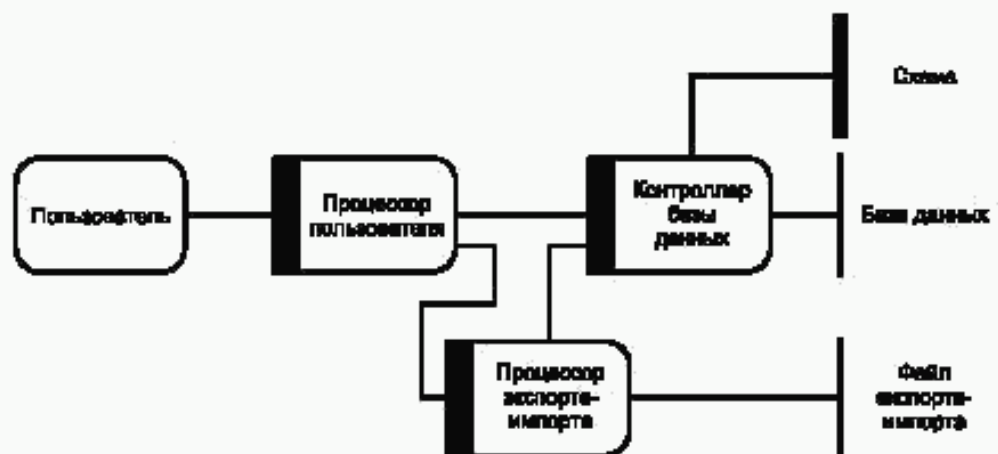 Схема
Пользователь
Процессор
пользователя
Контроллер
базы
данных
База данных
Процессор
экспорта-
импорта
Файл
экспорта-
импорта